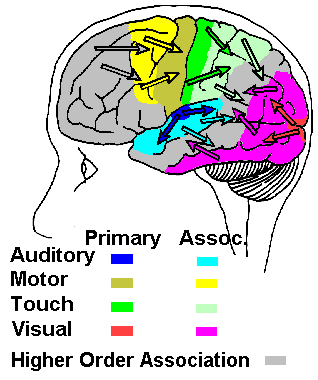 Primary Assoc.
Auditory
Motor
Touch
Visual
Higher Order Association